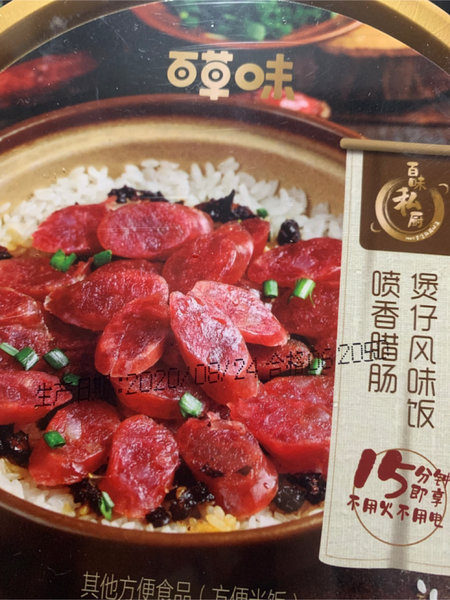 百草味
百味
私厨
煲仔风味饭
喷香腊肠
生产日期:2020/08/24 合格
15分钟
即享
不用火不用电
其他方便食品(方便米饭)